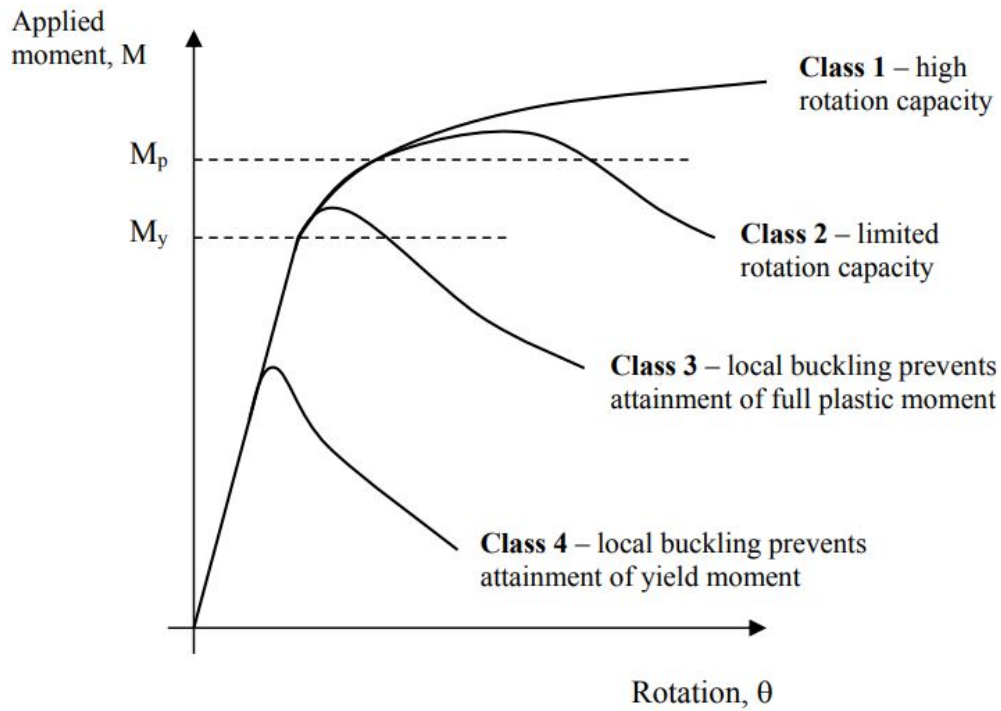 Applied
moment, M
Class 1 – high
rotation capacity
Mp
My
Class 2 – limited
rotation capacity
Class 3 – local buckling prevents
attainment of full plastic moment
Class 4 – local buckling prevents
attainment of yield moment
Rotation, θ